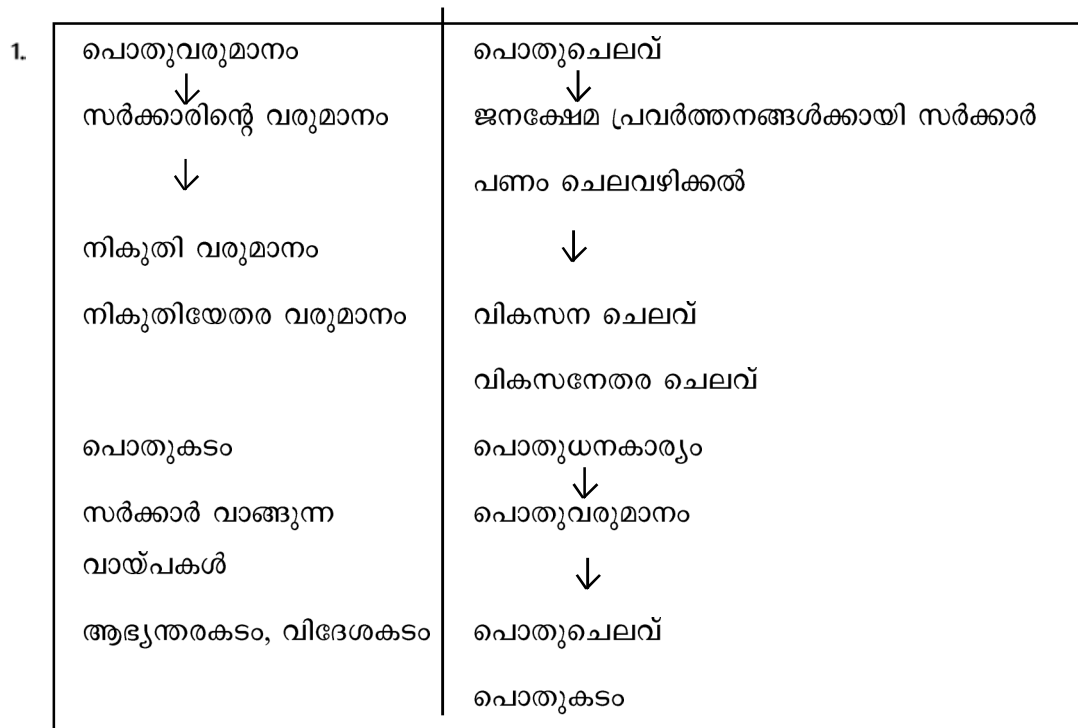 1.
പൊതുവരുമാനം
സർക്കാരിന്റെ വരുമാനം
നികുതി വരുമാനം
നികുതിയേതര വരുമാനം
പൊതുകടം
സർക്കാർ വാങ്ങുന്ന
വായ്പകൾ
ആഭ്യന്തരകടം, വിദേശകടം
പൊതുചെലവ്
ജനക്ഷേമ പ്രവർത്തനങ്ങൾക്കായി സർക്കാർ
പണം ചെലവഴിക്കൽ
വികസന ചെലവ്
വികസനേതര ചെലവ്
പൊതുധനകാര്യം
പൊതുവരുമാനം
പൊതുചെലവ്
പൊതുകടം